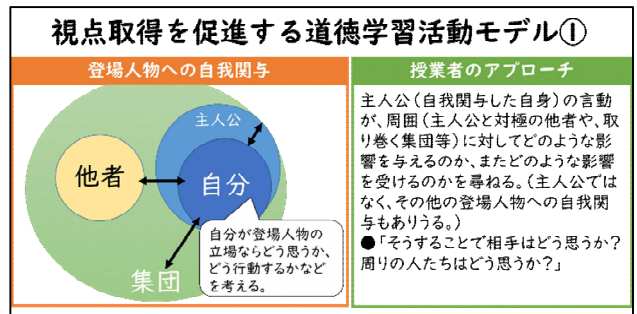 視点取得を促進する道徳学習活動モデル①
登場人物への自我関与
主人公
他者
自分
集団
自分が登場人物の
立場ならどう思うか、
どう行動するかなど
を考える。
授業者のアプローチ
主人公(自我関与した自身)の言動
が、周囲(主人公と対極の他者や、取
り巻く集団等)に対してどのような影
響を与えるのか、またどのような影響
を受けるのかを尋ねる。(主人公では
なく、その他の登場人物への自我関
与もありうる。)
●「そうすることで相手はどう思うか?
周りの人たちはどう思うか?」